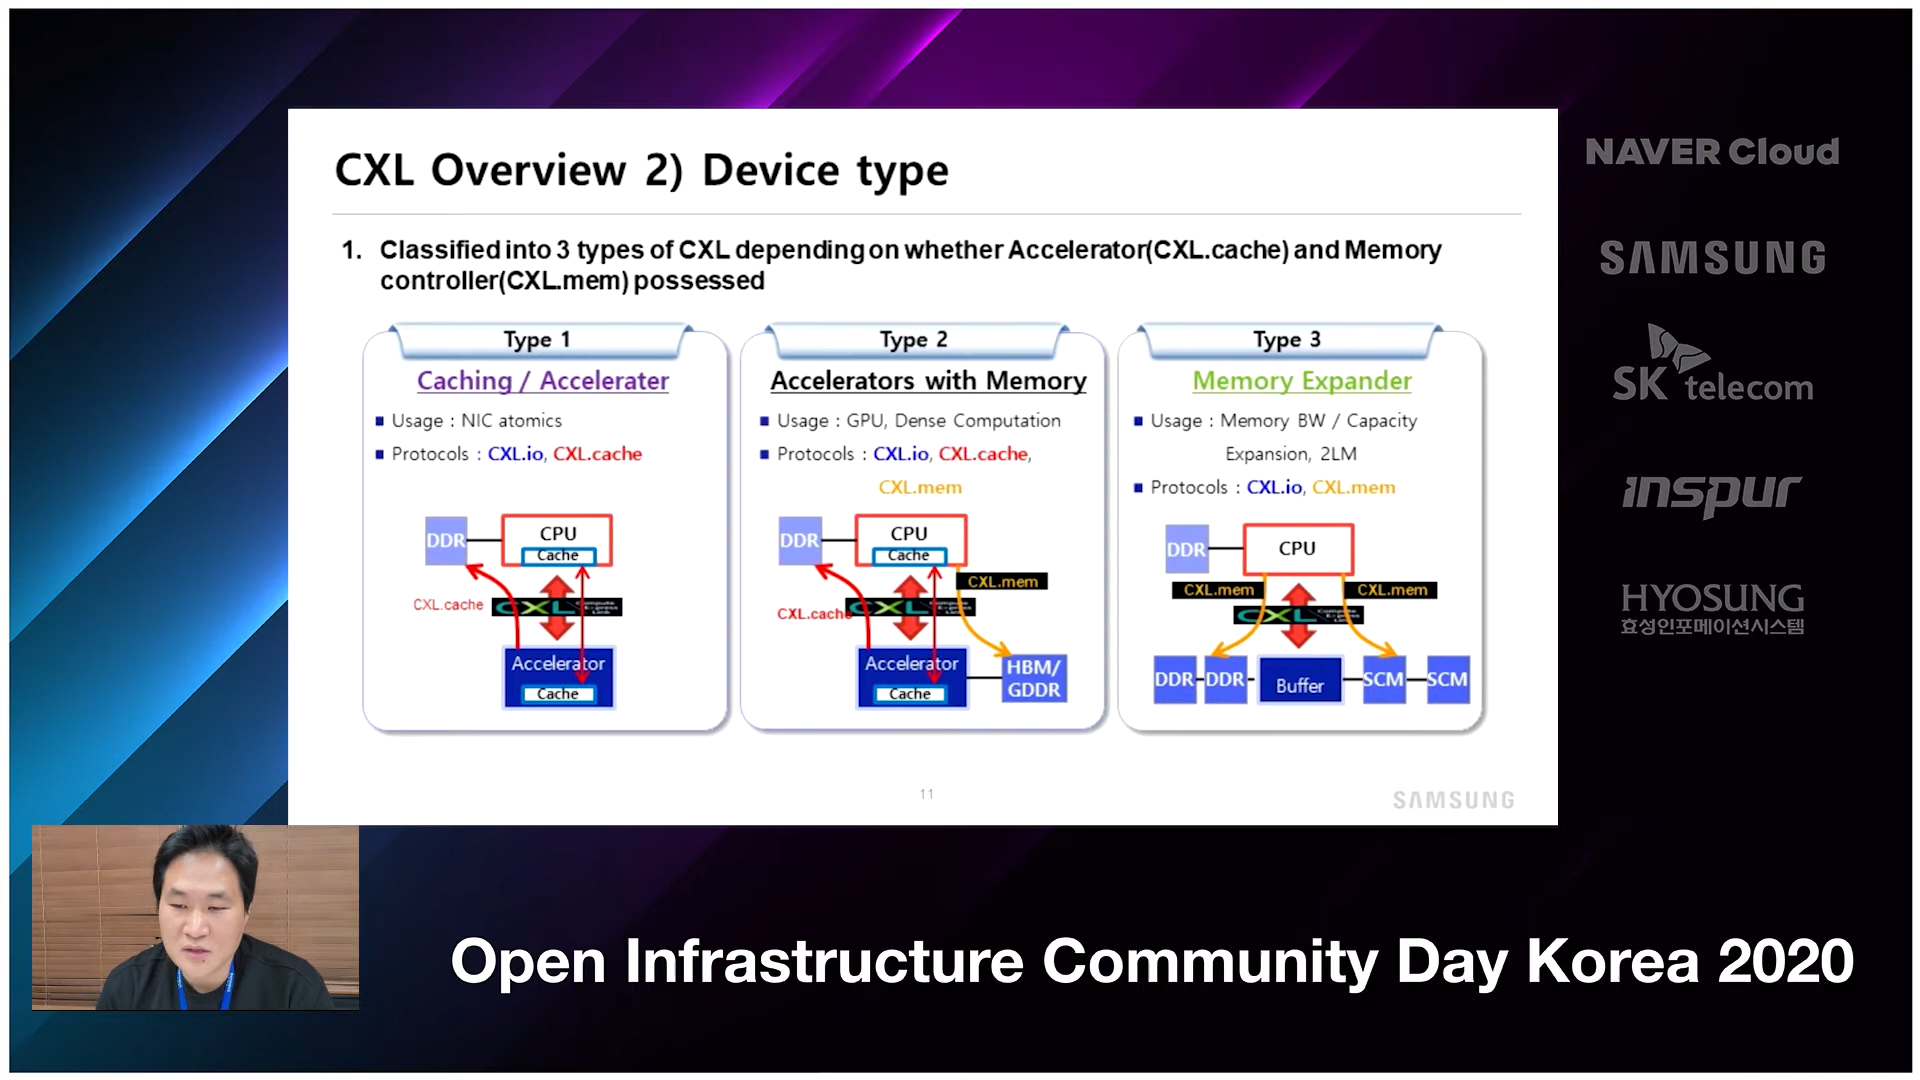 CXL Overview 2) Device type
1. Classified into 3 types of CXL depending on whether Accelerator(CXL.cache) and Memory
controller(CXL.mem) possessed
Type 1
Caching / Accelerater
■ Usage : NIC atomics
■ Protocols : CXL.io, CXL.cache
DDR
CPU
Cache
CXL.cache
CXL
Accelerator
Cache
Type 2
Accelerators with Memory
■ Usage : GPU, Dense Computation
■ Protocols : CXL.io, CXL.cache,
CXL.mem
DDR
CPU
Cache
CXL.mem
CXL.cache
CXL
Accelerator
Cache
HBM/
GDDR
Type 3
Memory Expander
■ Usage : Memory BW / Capacity
Expansion, 2LM
■ Protocols : CXL.io, CXL.mem
DDR
CPU
CXL.mem
CXL.mem
CXL
DDR
DDR
Buffer
SCM
SCM
11
SAMSUNG
NAVER Cloud
SAMSUNG
SK telecom
inspur
HYOSUNG
효성인포메이션시스템
Open Infrastructure Community Day Korea 2020